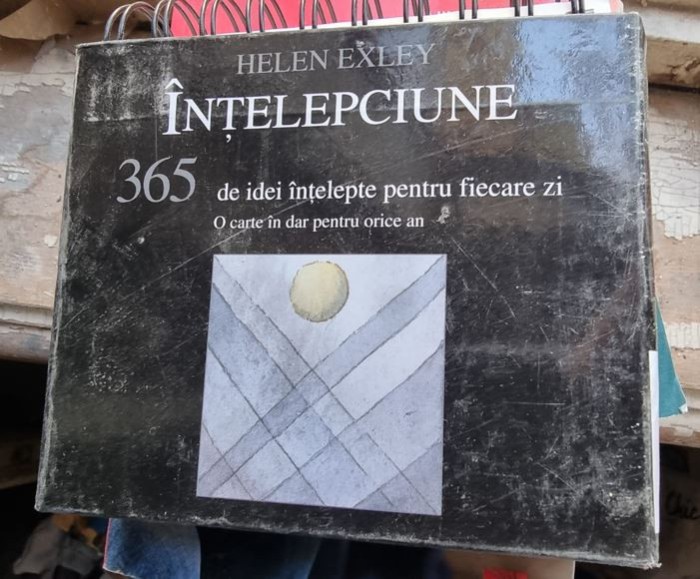 HELEN EXLEY
ÎNȚELEPCIUNE
365 de idei înțelepte pentru fiecare zi
O carte în dar pentru orice an